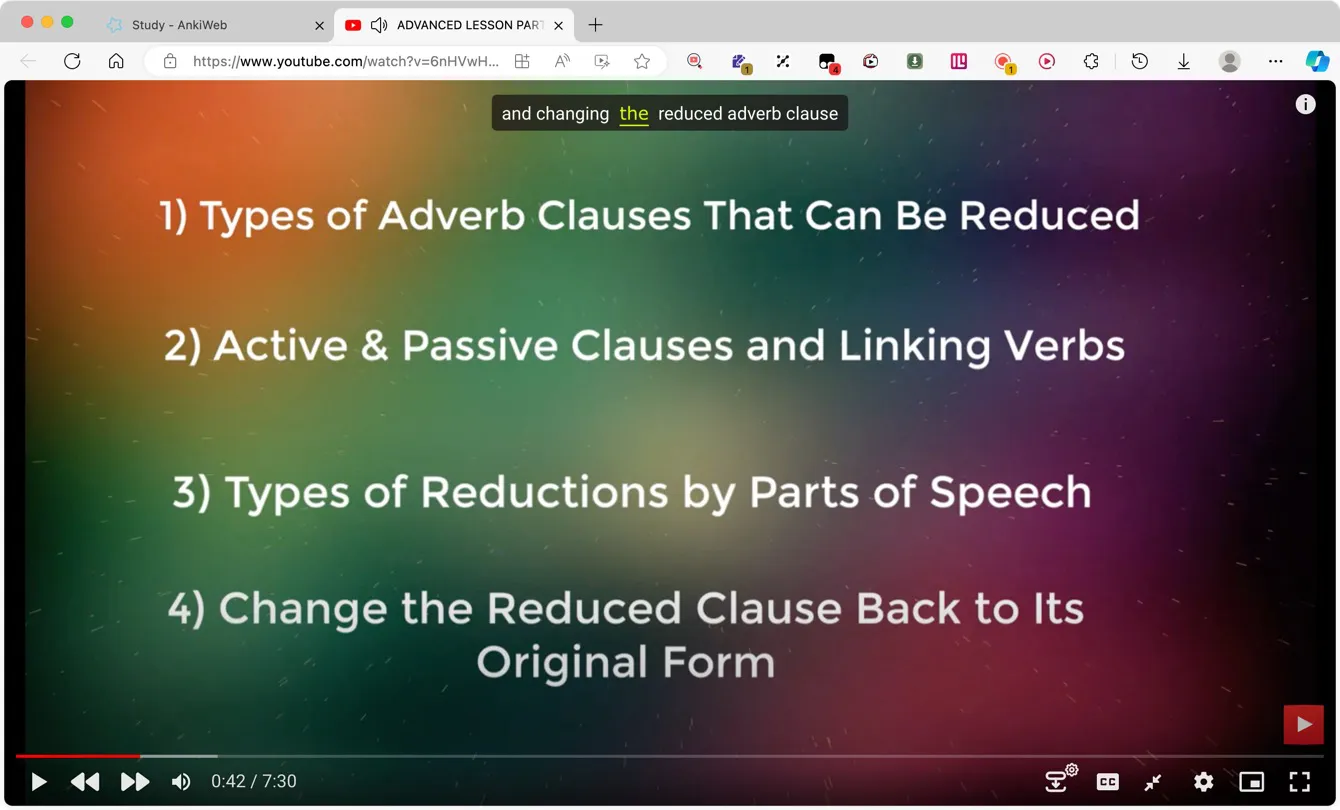 Study - AnkiWeb
ADVANCED LESSON PART
https://www.youtube.com/watch?v=6nHVwH...
1
4
1
and changing the reduced adverb clause
1) Types of Adverb Clauses That Can Be Reduced
2) Active & Passive Clauses and Linking Verbs
3) Types of Reductions by Parts of Speech
4) Change the Reduced Clause Back to Its
Original Form
0:42 / 7:30
CC